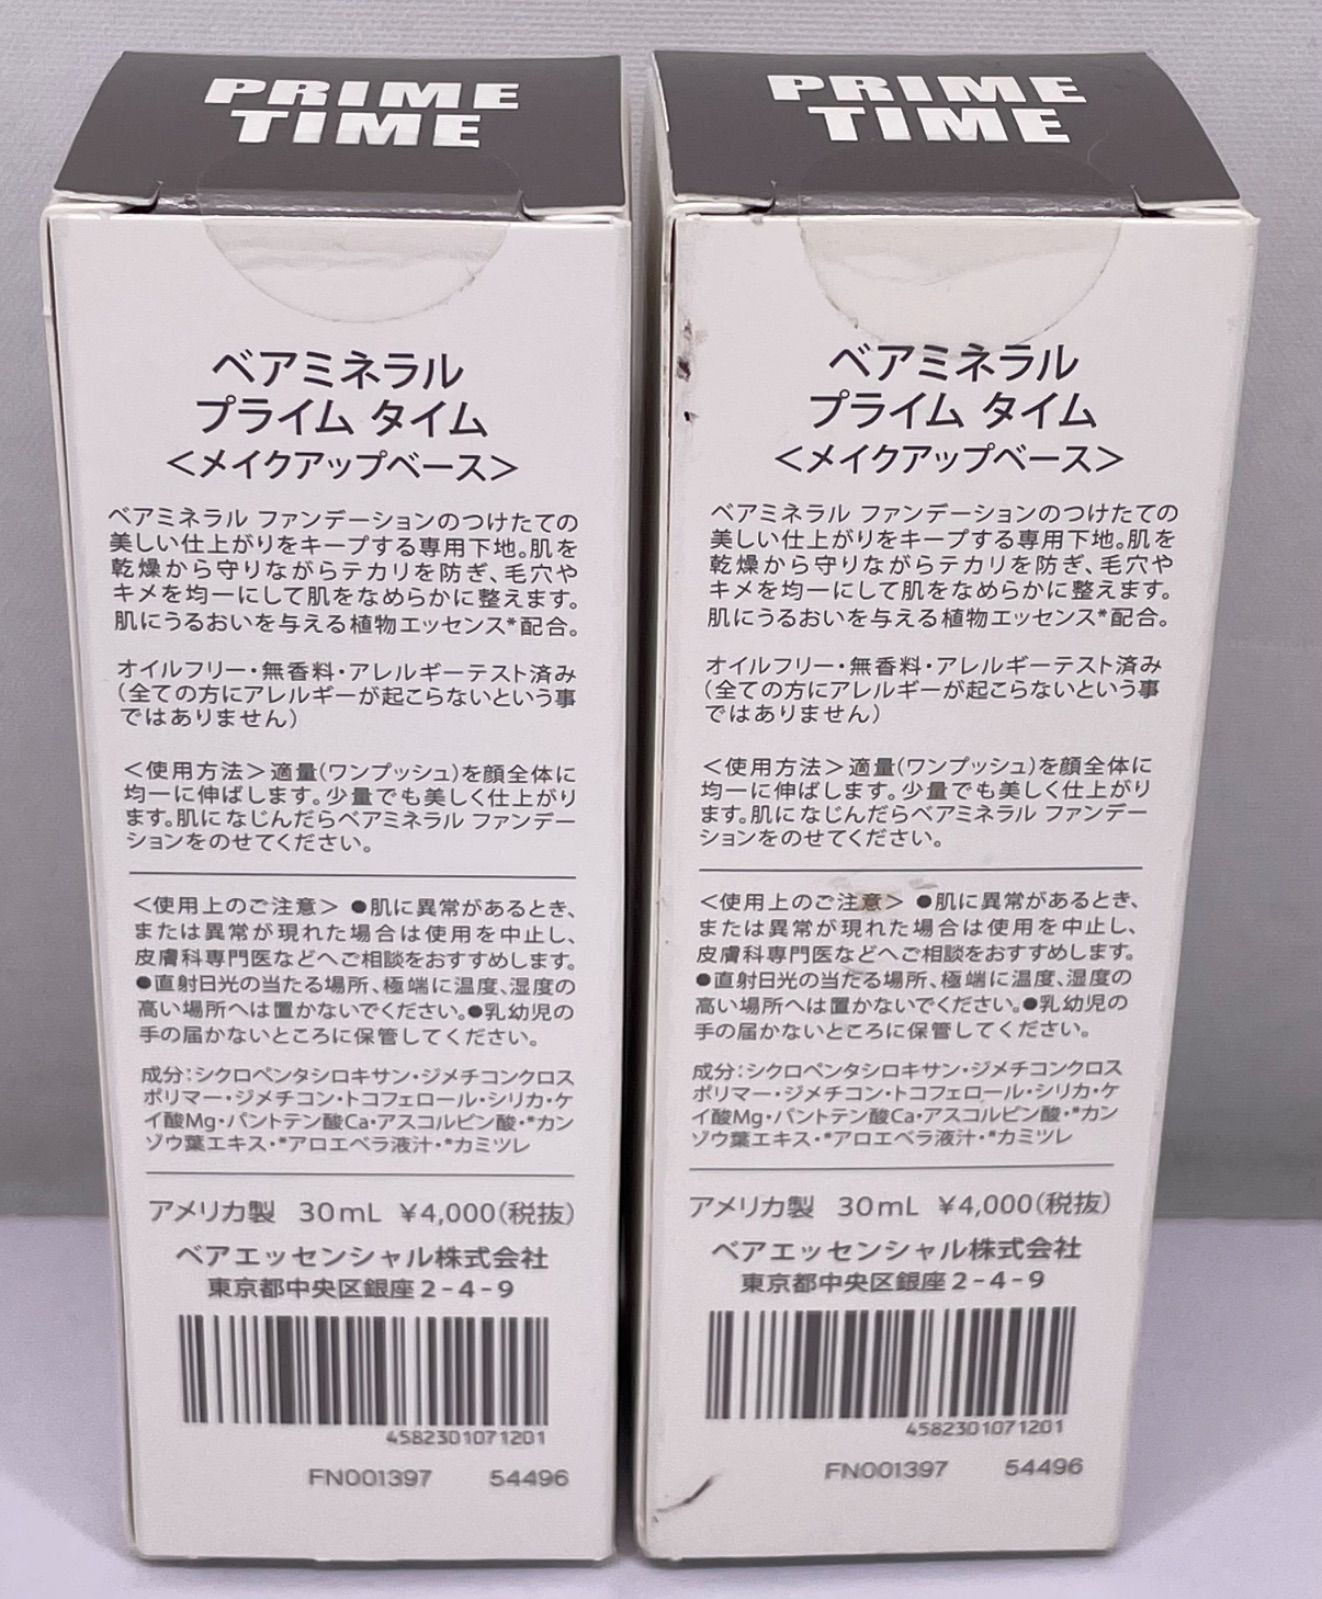 PRIME
TIME
ベアミネラル
プライム タイム
＜メイクアップベース＞
ベアミネラル ファンデーションのつけたての
美しい仕上がりをキープする専用下地。肌を
乾燥から守りながらテカリを防ぎ、毛穴や
キメを均一にして肌をなめらかに整えます。
肌にうるおいを与える植物エッセンス*配合。
オイルフリー・無香料・アレルギーテスト済み
（全ての方にアレルギーが起こらないという事
ではありません）
＜使用方法＞適量(ワンプッシュ)を顔全体に
均一に伸ばします。少量でも美しく仕上がり
ます。肌になじんだらベアミネラル ファンデー
ションをのせてください。
＜使用上のご注意＞ ●肌に異常があるとき、
または異常が現れた場合は使用を中止し、
皮膚科専門医などへご相談をおすすめします。
●直射日光の当たる場所、極端に温度、湿度の
高い場所へは置かないでください。●乳幼児の
手の届かないところに保管してください。
成分：シクロペンタシロキサン・ジメチコンクロス
ポリマー・ジメチコン・トコフェロール・シリカ・ケ
イ酸Mg・パントテン酸Ca・アスコルビン酸・*カン
ゾウ葉エキス・*アロエベラ液汁・*カミツレ
アメリカ製 30mL ¥4,000(税抜)
ベアエッセンシャル株式会社
東京都中央区銀座2-4-9
4582301071201
FN001397 54496
PRIME
TIME
ベアミネラル
プライム タイム
＜メイクアップベース＞
ベアミネラル ファンデーションのつけたての
美しい仕上がりをキープする専用下地。肌を
乾燥から守りながらテカリを防ぎ、毛穴や
キメを均一にして肌をなめらかに整えます。
肌にうるおいを与える植物エッセンス*配合。
オイルフリー・無香料・アレルギーテスト済み
（全ての方にアレルギーが起こらないという事
ではありません）
＜使用方法＞適量(ワンプッシュ)を顔全体に
均一に伸ばします。少量でも美しく仕上がり
ます。肌になじんだらベアミネラル ファンデー
ションをのせてください。
＜使用上のご注意＞ ●肌に異常があるとき、
または異常が現れた場合は使用を中止し、
皮膚科専門医などへご相談をおすすめします。
●直射日光の当たる場所、極端に温度、湿度の
高い場所へは置かないでください。●乳幼児の
手の届かないところに保管してください。
成分：シクロペンタシロキサン・ジメチコンクロス
ポリマー・ジメチコン・トコフェロール・シリカ・ケ
イ酸Mg・パントテン酸Ca・アスコルビン酸・*カン
ゾウ葉エキス・*アロエベラ液汁・*カミツレ
アメリカ製 30mL ¥4,000(税抜)
ベアエッセンシャル株式会社
東京都中央区銀座2-4-9
4582301071201
FN001397 54496